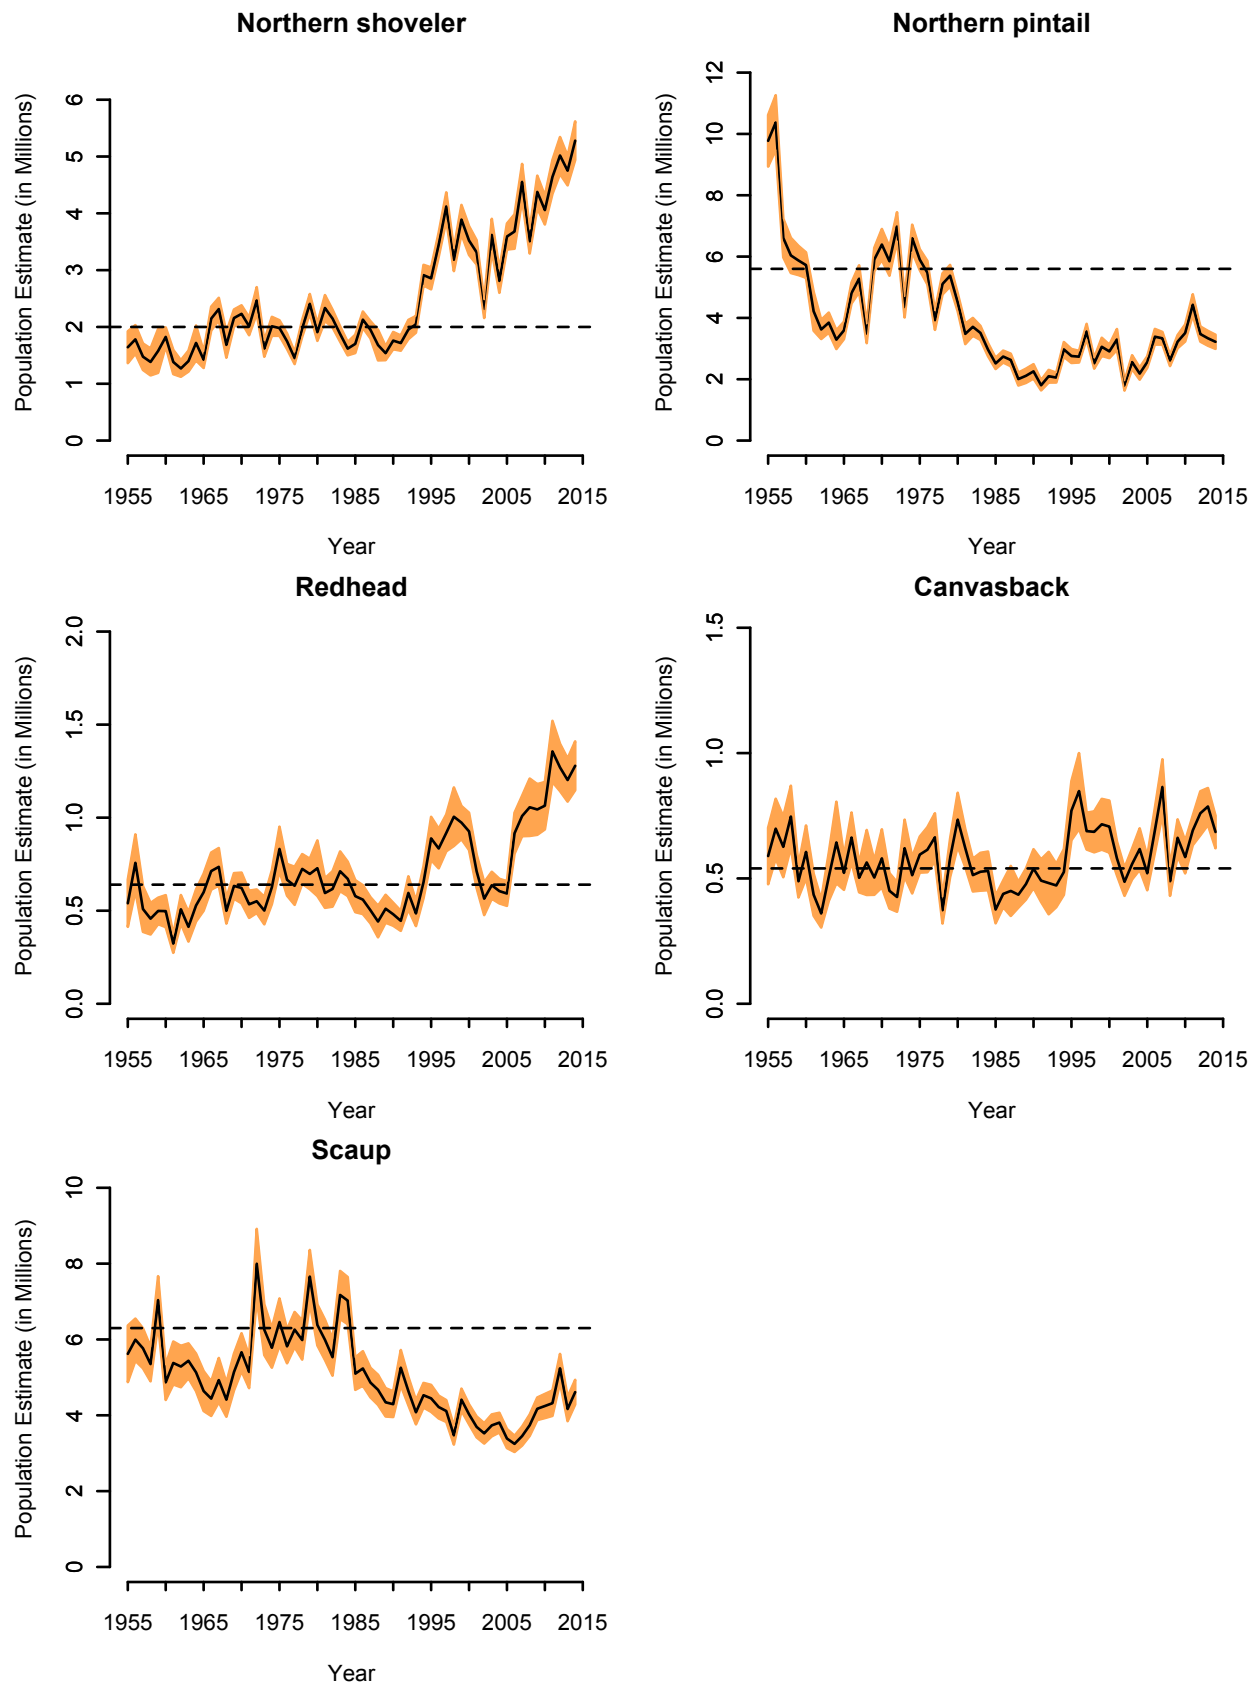 Northern shoveler
Population Estimate (in Millions)
0 1 2 3 4 5 6
1955 1965 1975 1985 1995 2005 2015
Year
Northern pintail
Population Estimate (in Millions)
0 2 4 6 8 10 12
1955 1965 1975 1985 1995 2005 2015
Year
Redhead
Population Estimate (in Millions)
0.0 0.5 1.0 1.5 2.0
1955 1965 1975 1985 1995 2005 2015
Year
Canvasback
Population Estimate (in Millions)
0.0 0.5 1.0 1.5
1955 1965 1975 1985 1995 2005 2015
Year
Scaup
Population Estimate (in Millions)
0 2 4 6 8 10
1955 1965 1975 1985 1995 2005 2015
Year